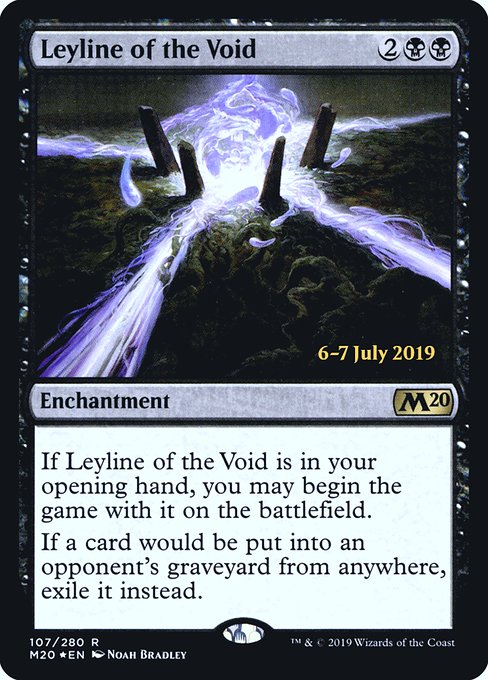 Leyline of the Void 2
6–7 July 2019
Enchantment M20
If Leyline of the Void is in your
opening hand, you may begin the
game with it on the battlefield.
If a card would be put into an
opponent's graveyard from anywhere,
exile it instead.
107/280 R
™ & © 2019 Wizards of the Coast
M20 ★ EN Noah Bradley